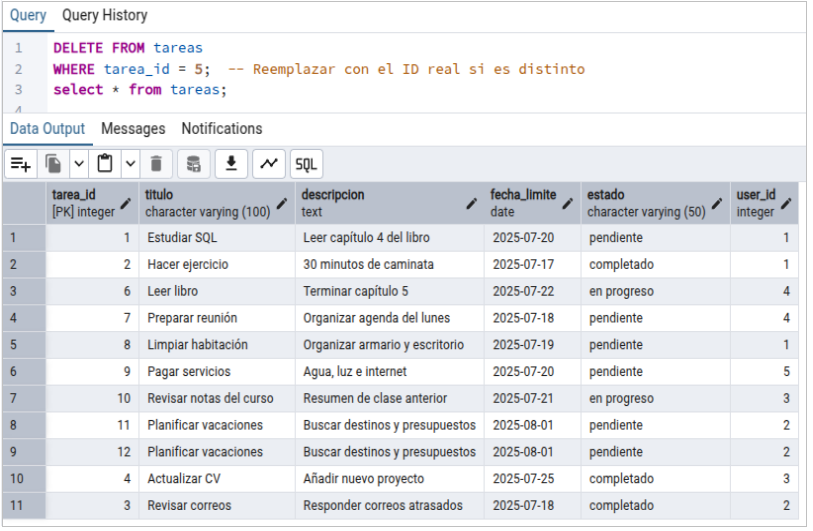 Query Query History
1 DELETE FROM tareas
2 WHERE tarea_id = 5; -- Reemplazar con el ID real si es distinto
3 select * from tareas;
4
Data Output Messages Notifications
SQL
tarea_id titulo descripcion fecha_limite estado user_id
[PK] integer character varying (100) text date character varying (50) integer
1 1 Estudiar SQL Leer capítulo 4 del libro 2025-07-20 pendiente 1
2 2 Hacer ejercicio 30 minutos de caminata 2025-07-17 completado 1
3 6 Leer libro Terminar capítulo 5 2025-07-22 en progreso 4
4 7 Preparar reunión Organizar agenda del lunes 2025-07-18 pendiente 4
5 8 Limpiar habitación Organizar armario y escritorio 2025-07-19 pendiente 1
6 9 Pagar servicios Agua, luz e internet 2025-07-20 pendiente 5
7 10 Revisar notas del curso Resumen de clase anterior 2025-07-21 en progreso 3
8 11 Planificar vacaciones Buscar destinos y presupuestos 2025-08-01 pendiente 2
9 12 Planificar vacaciones Buscar destinos y presupuestos 2025-08-01 pendiente 2
10 4 Actualizar CV Añadir nuevo proyecto 2025-07-25 completado 3
11 3 Revisar correos Responder correos atrasados 2025-07-18 completado 2